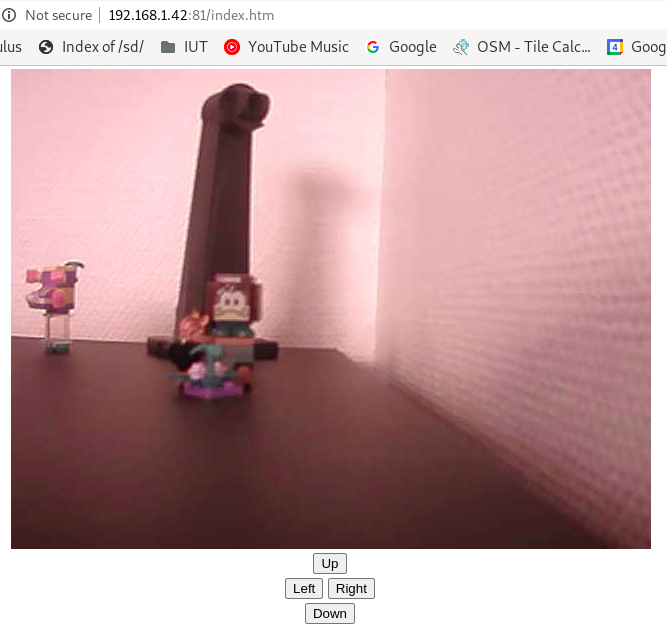 Not secure 192.168.1.42:81/index.htm
ulus Index of /sd/ IUT YouTube Music G Google OSM - Tile Calc... 4 Goog
Up
Left Right
Down